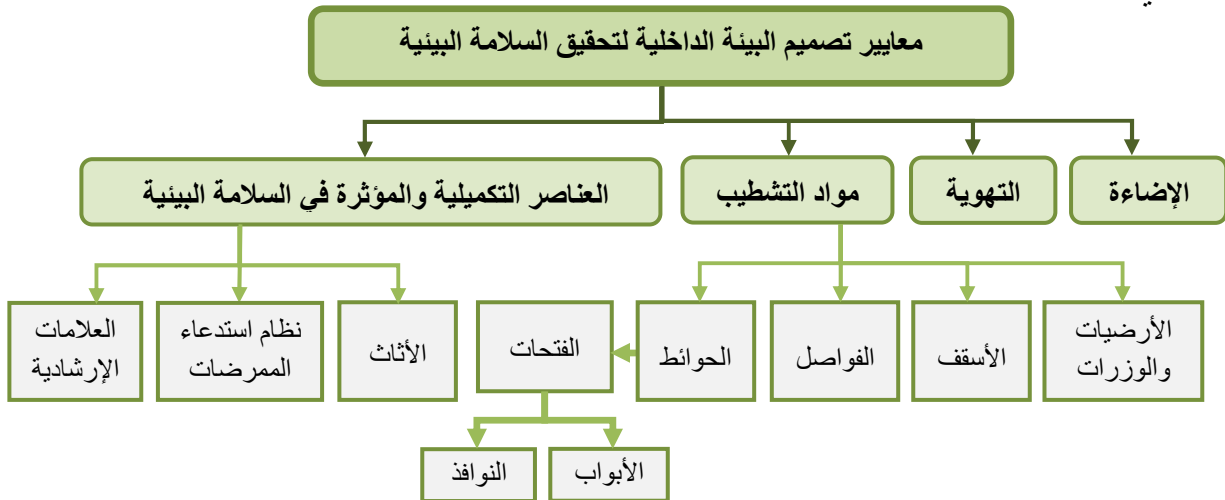 معايير تصميم البيئة الداخلية لتحقيق السلامة البيئية
الإضاءة
التهوية
مواد التشطيب
العناصر التكميلية والمؤثرة في السلامة البيئية
الأرضيات
والوزرات
الأسقف
الفواصل
الحوائط
الفتحات
الأثاث
نظام استدعاء
الممرضات
العلامات
الإرشادية
الأبواب
النوافذ